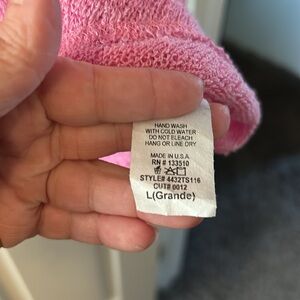 HAND WASH
WITH COLD WATER
DO NOT BLEACH
HANG OR LINE DRY
MADE IN U.S.A.
RN # 133510
STYLE# 4432TS116
CUT# 0012
L(Grande)